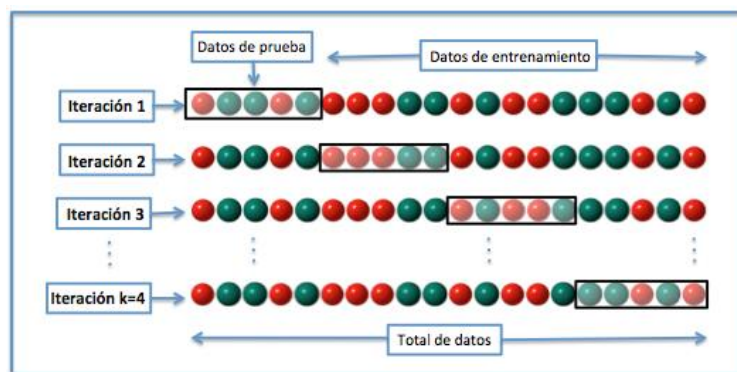 Datos de prueba
Datos de entrenamiento
Iteración 1
Iteración 2
Iteración 3
Iteración k=4
Total de datos